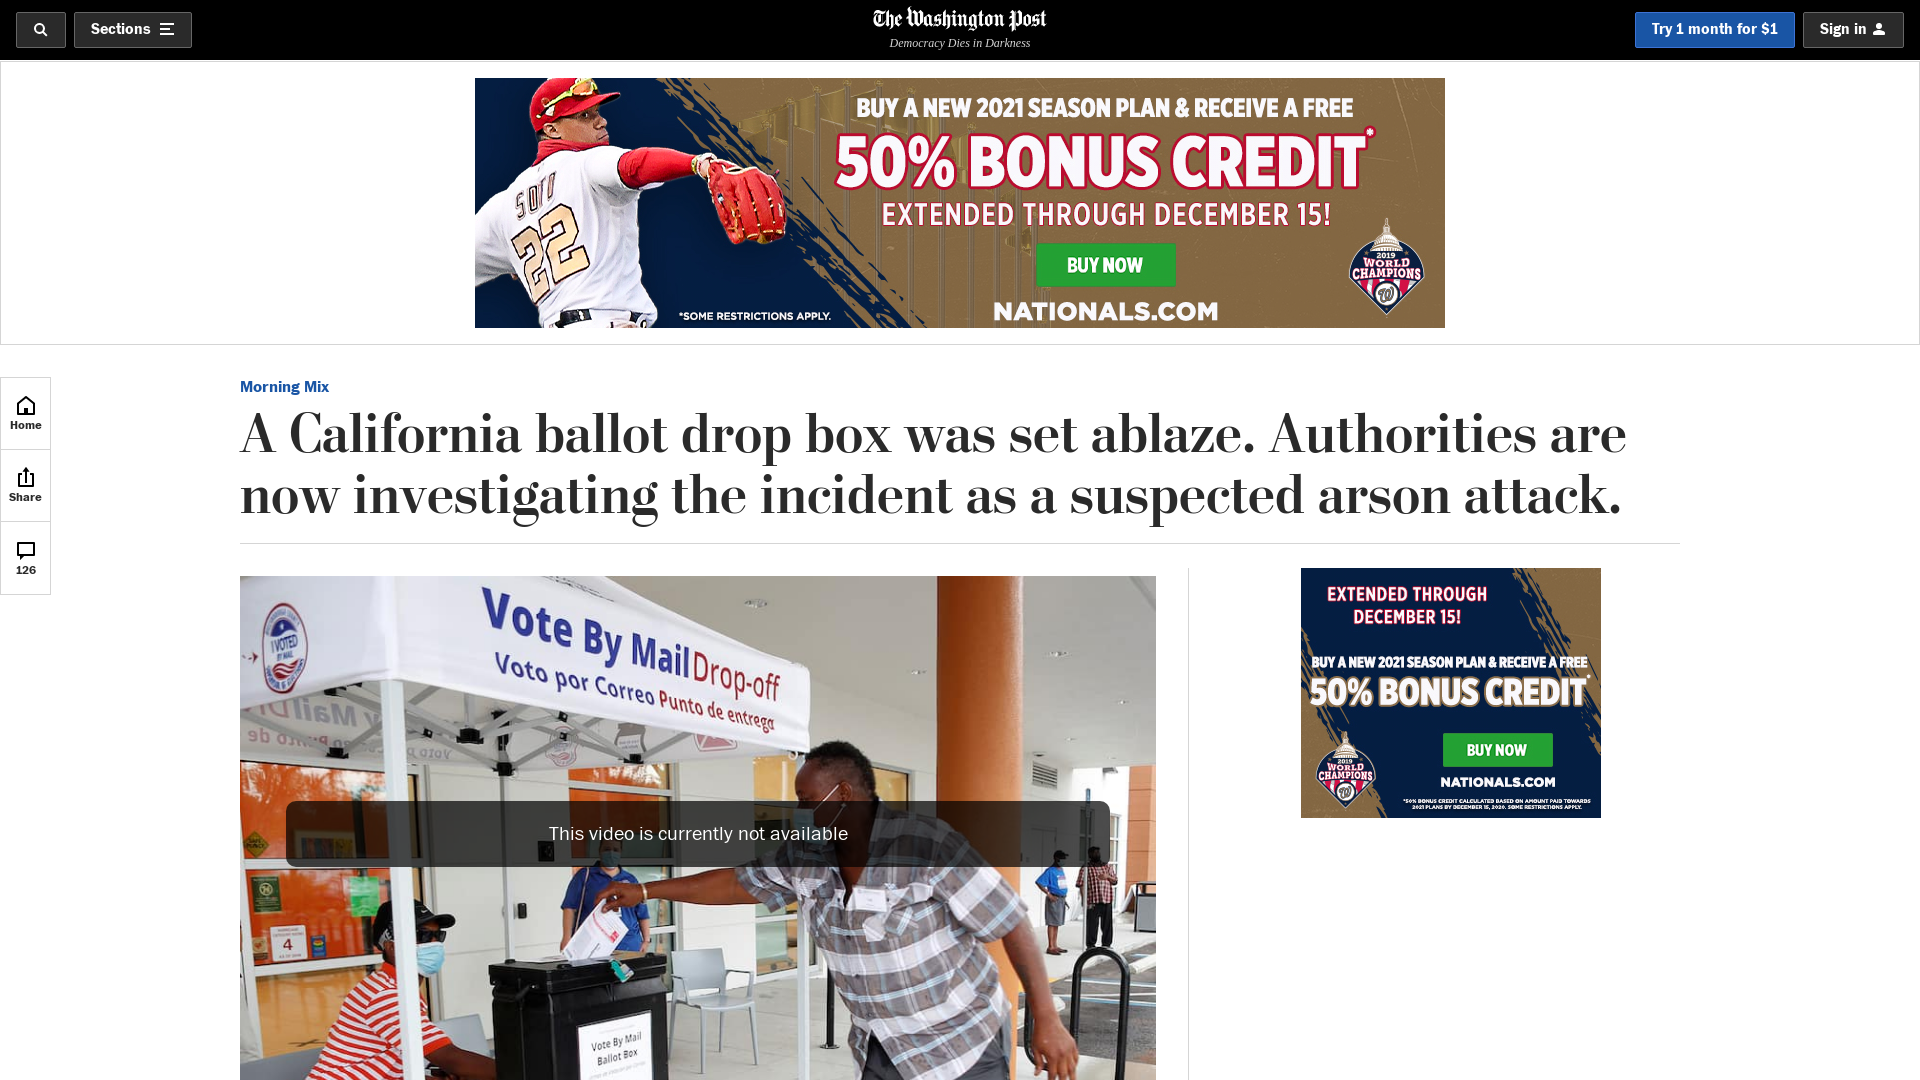 Sections
The Washington Post
Democracy Dies in Darkness
Try 1 month for $1
Sign in
BUY A NEW 2021 SEASON PLAN & RECEIVE A FREE
50% BONUS CREDIT*
EXTENDED THROUGH DECEMBER 15!
BUY NOW
NATIONALS.COM
*SOME RESTRICTIONS APPLY.
SOTO
22
2019
WORLD
CHAMPIONS
W
Home
Share
126
Morning Mix
A California ballot drop box was set ablaze. Authorities are
now investigating the incident as a suspected arson attack.
I VOTED
BY MAIL
Vote By Mail Drop-off
Voto por Correo Punto de entrega
This video is currently not available
4
Vote By Mail
Ballot Box
EXTENDED THROUGH
DECEMBER 15!
BUY A NEW 2021 SEASON PLAN & RECEIVE A FREE
50% BONUS CREDIT*
BUY NOW
NATIONALS.COM
2019
WORLD
CHAMPIONS
W
*50% BONUS CREDIT CALCULATED BASED ON AMOUNT PAID TOWARDS
2021 PLANS BY DECEMBER 15, 2020. SOME RESTRICTIONS APPLY.